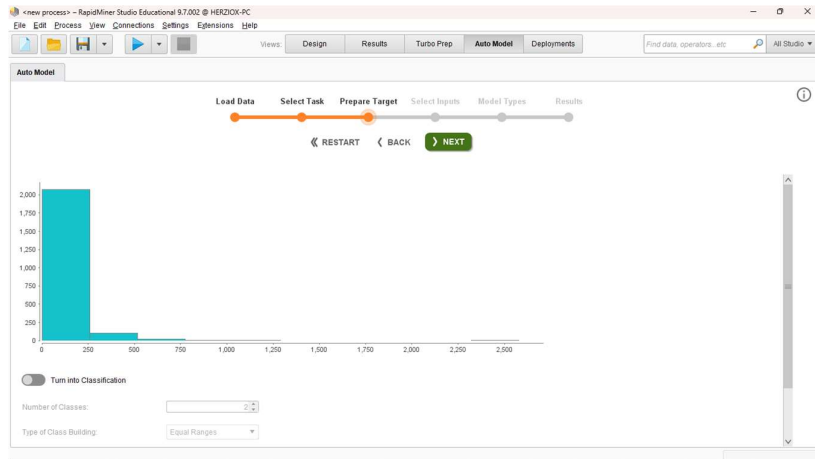 <new process> – RapidMiner Studio Educational 9.7.002 @ HERZIOX-PC
File Edit Process View Connections Settings Extensions Help
Views: Design Results Turbo Prep Auto Model Deployments Find data, operators...etc All Studio
Auto Model
Load Data Select Task Prepare Target Select Inputs Model Types Results
RESTART BACK NEXT
2,000
1,750
1,500
1,250
1,000
750
500
250
0
0 250 500 750 1,000 1,250 1,500 1,750 2,000 2,250 2,500
Turn into Classification
Number of Classes: 2
Type of Class Building: Equal Ranges